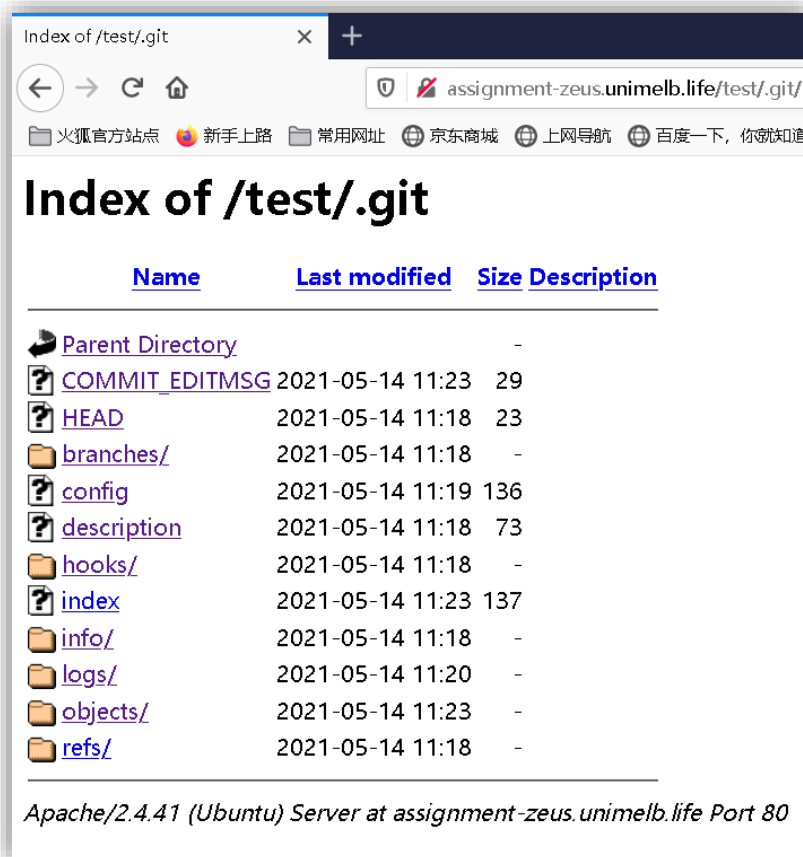 Index of /test/.git
assignment-zeus.unimelb.life/test/.git/
火狐官方站点 新手上路 常用网址 京东商城 上网导航 百度一下，你就知道
Index of /test/.git
Name Last modified Size Description
Parent Directory -
COMMIT_EDITMSG 2021-05-14 11:23 29
HEAD 2021-05-14 11:18 23
branches/ 2021-05-14 11:18 -
config 2021-05-14 11:19 136
description 2021-05-14 11:18 73
hooks/ 2021-05-14 11:18 -
index 2021-05-14 11:23 137
info/ 2021-05-14 11:18 -
logs/ 2021-05-14 11:20 -
objects/ 2021-05-14 11:23 -
refs/ 2021-05-14 11:18 -
Apache/2.4.41 (Ubuntu) Server at assignment-zeus.unimelb.life Port 80